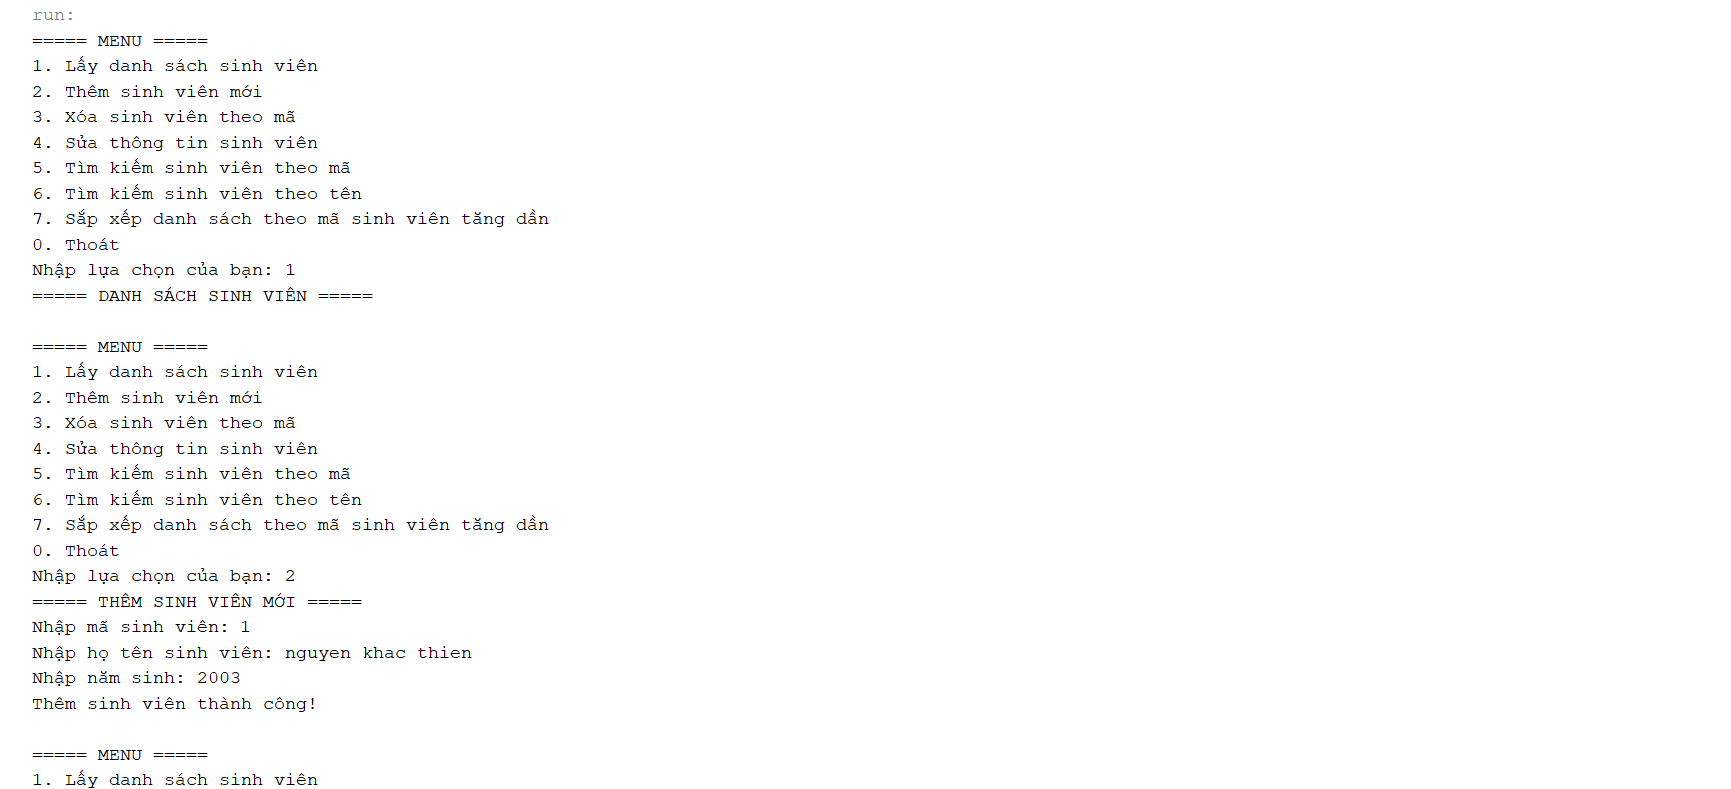 run:
===== MENU =====
1. Lấy danh sách sinh viên
2. Thêm sinh viên mới
3. Xóa sinh viên theo mã
4. Sửa thông tin sinh viên
5. Tìm kiếm sinh viên theo mã
6. Tìm kiếm sinh viên theo tên
7. Sắp xếp danh sách theo mã sinh viên tăng dần
0. Thoát
Nhập lựa chọn của bạn: 1
===== DANH SÁCH SINH VIÊN =====

===== MENU =====
1. Lấy danh sách sinh viên
2. Thêm sinh viên mới
3. Xóa sinh viên theo mã
4. Sửa thông tin sinh viên
5. Tìm kiếm sinh viên theo mã
6. Tìm kiếm sinh viên theo tên
7. Sắp xếp danh sách theo mã sinh viên tăng dần
0. Thoát
Nhập lựa chọn của bạn: 2
===== THÊM SINH VIÊN MỚI =====
Nhập mã sinh viên: 1
Nhập họ tên sinh viên: nguyen khac thien
Nhập năm sinh: 2003
Thêm sinh viên thành công!

===== MENU =====
1. Lấy danh sách sinh viên